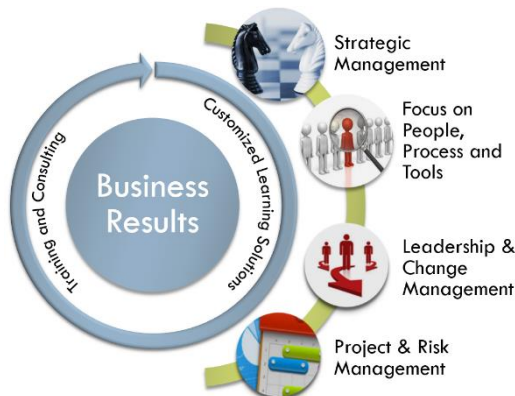 Business
Results
Training and Consulting
Customized Learning Solutions
Strategic
Management
Focus on
People,
Process and
Tools
Leadership &
Change
Management
Project & Risk
Management